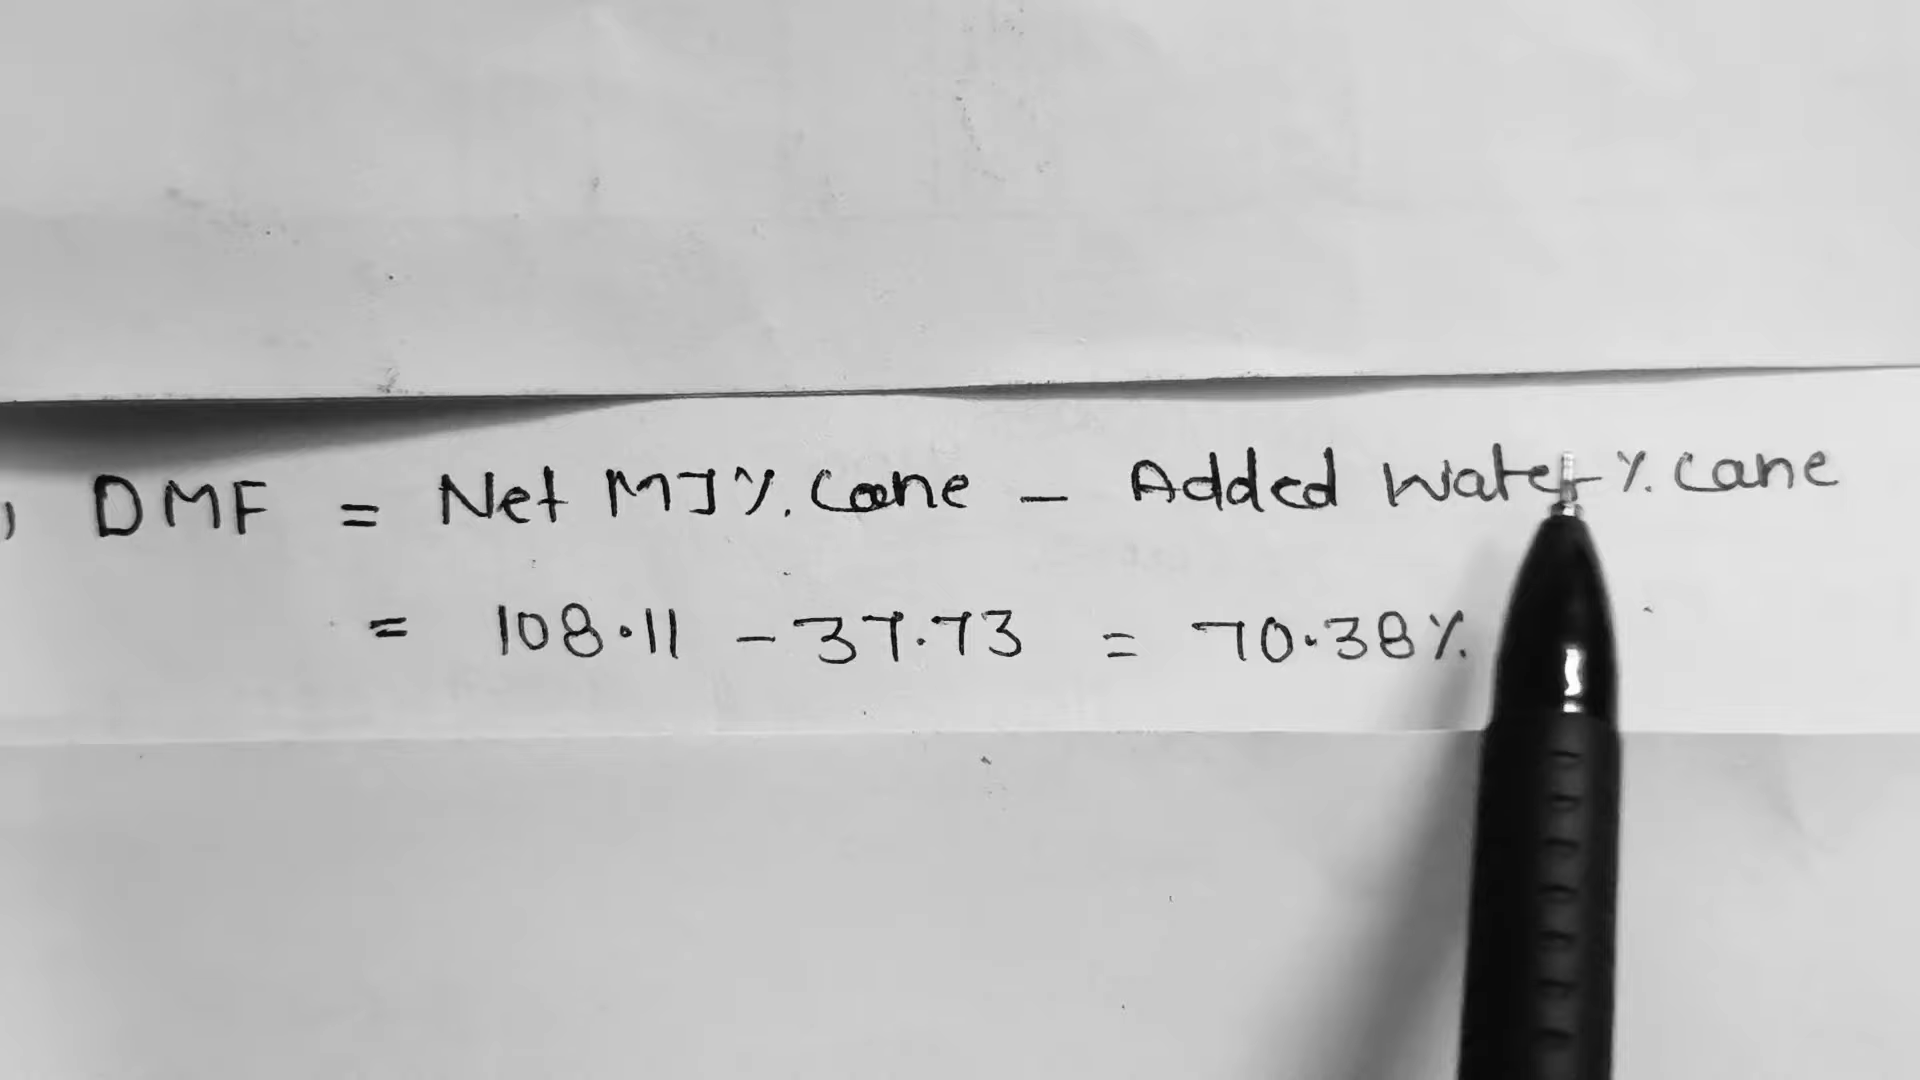 ) DMF = Net MJ%. Cane - Added Water %. Cane
= 108.11 - 37.73 = 70.38%.